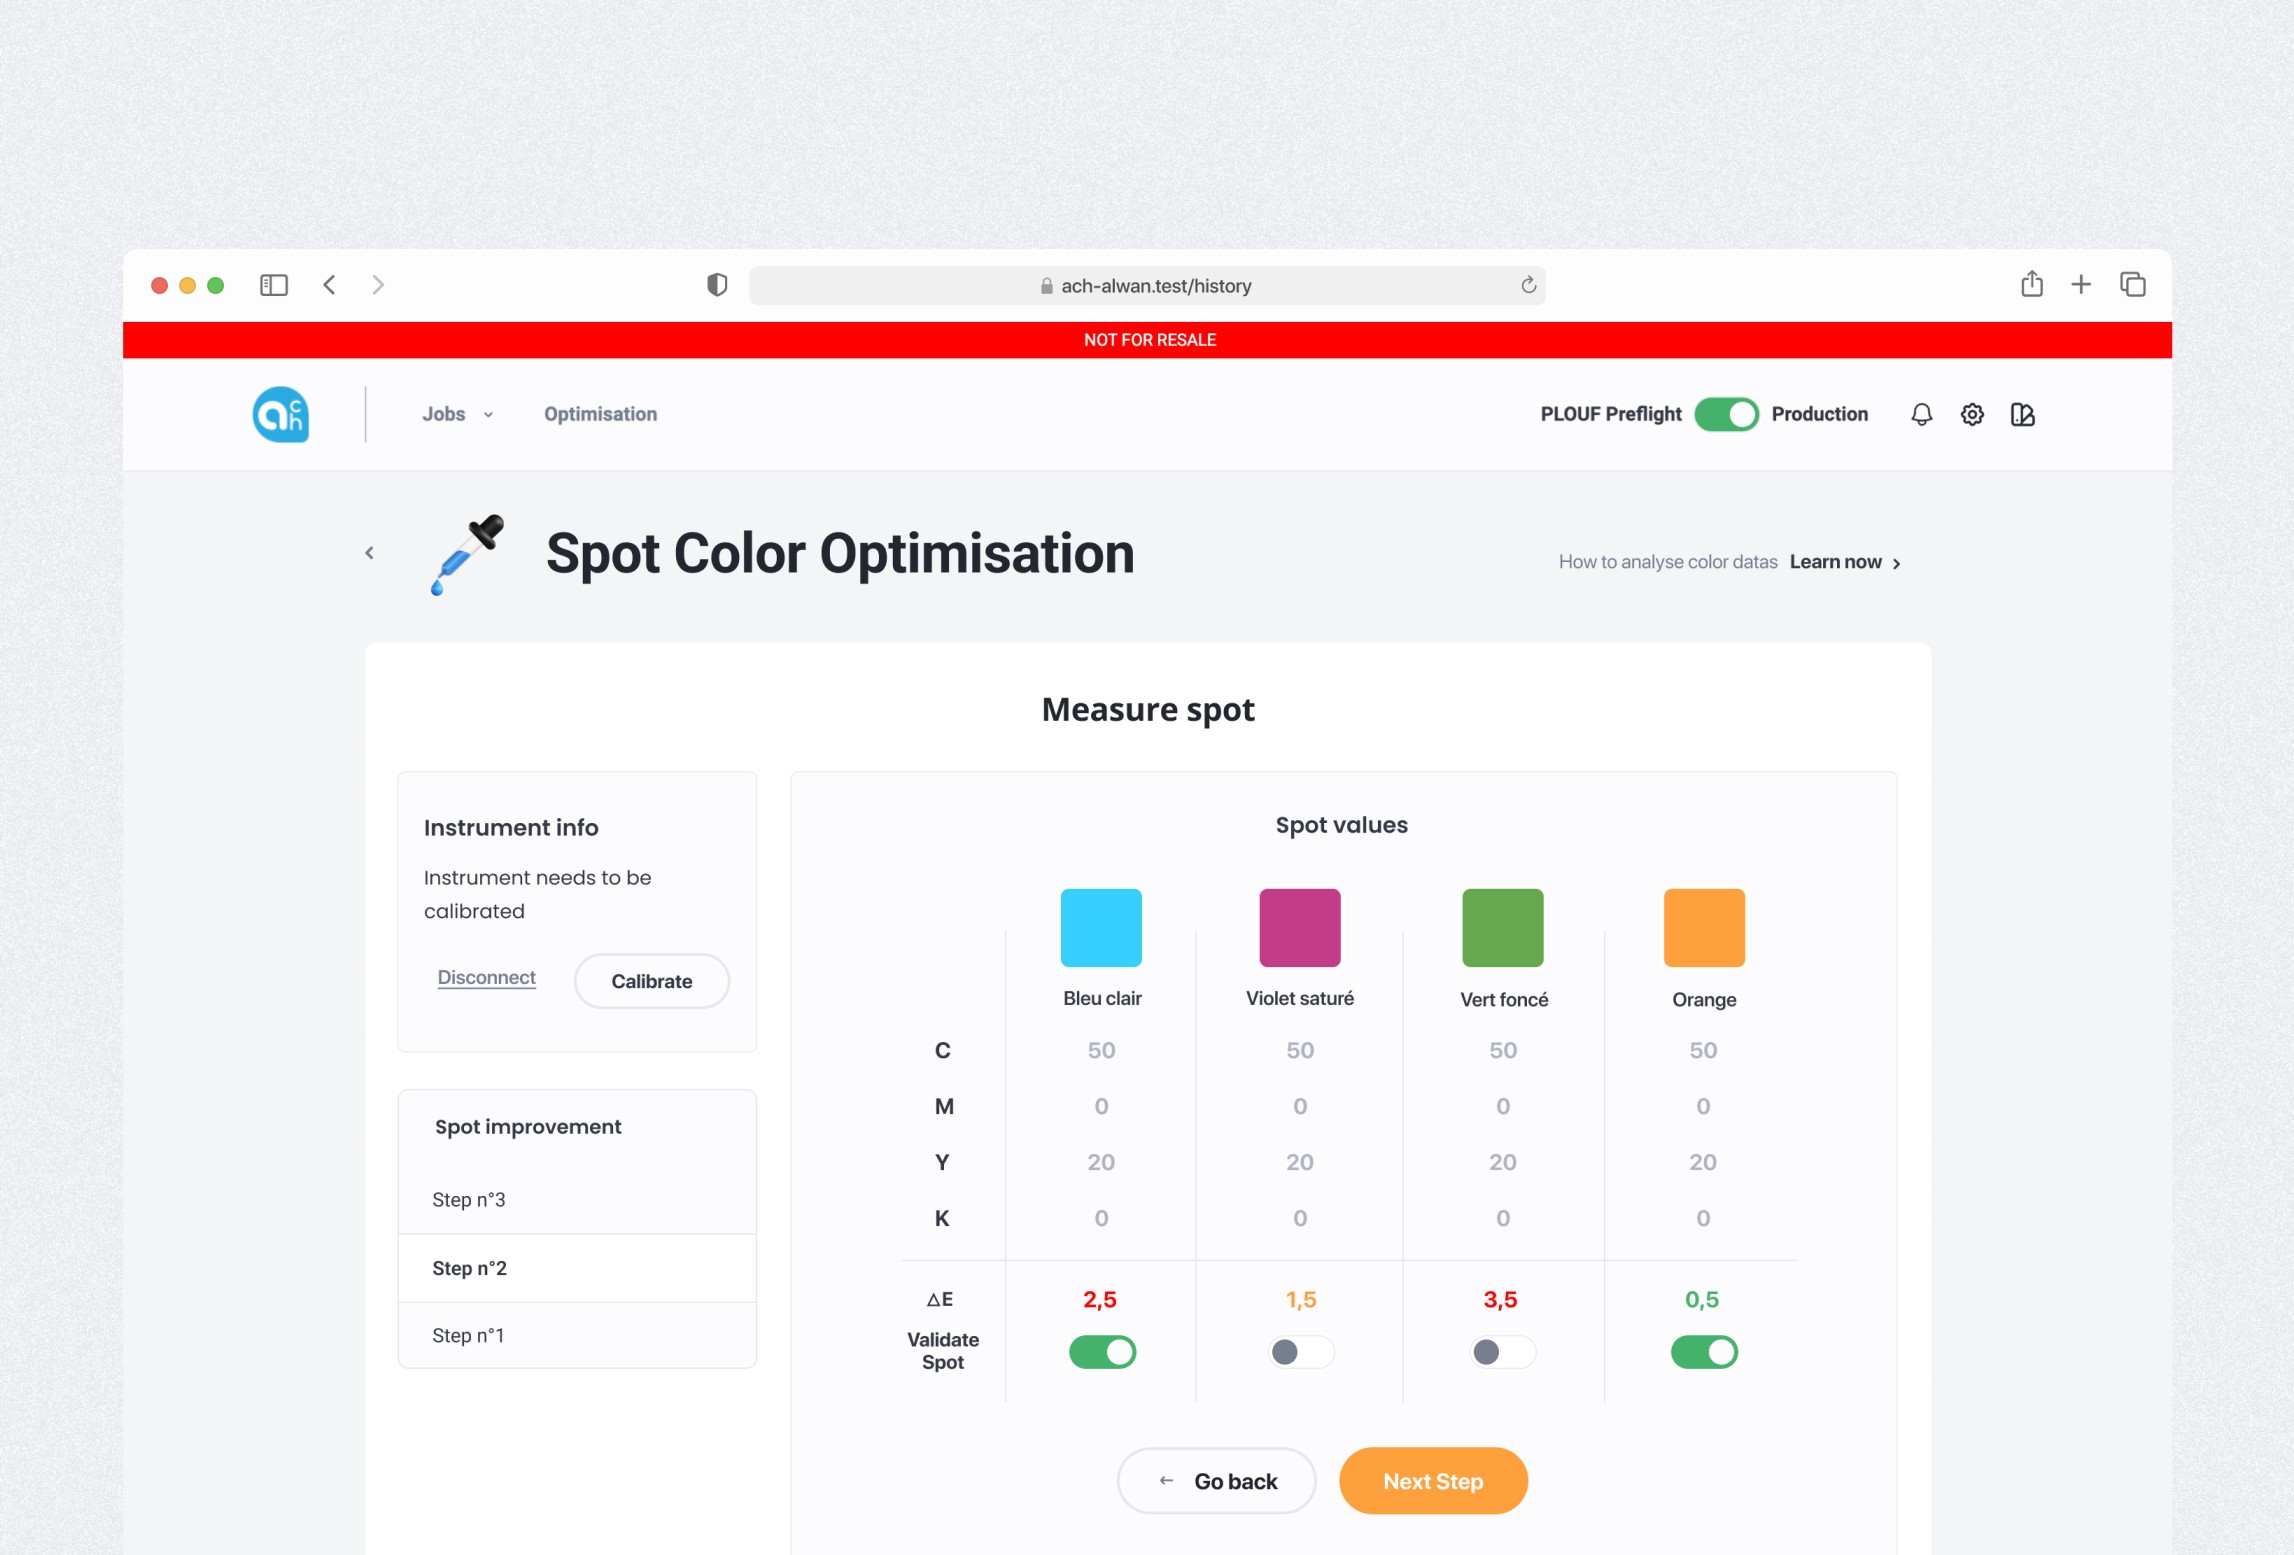 ach-alwan.test/history
NOT FOR RESALE
ach
Jobs
Optimisation
PLOUF Preflight
Production
Spot Color Optimisation
How to analyse color datas Learn now
Measure spot
Instrument info
Instrument needs to be
calibrated
Disconnect
Calibrate
Spot improvement
Step n°3
Step n°2
Step n°1
Spot values
Bleu clair Violet saturé Vert foncé Orange
C 50 50 50 50
M 0 0 0 0
Y 20 20 20 20
K 0 0 0 0
△E 2,5 1,5 3,5 0,5
Validate
Spot
← Go back
Next Step